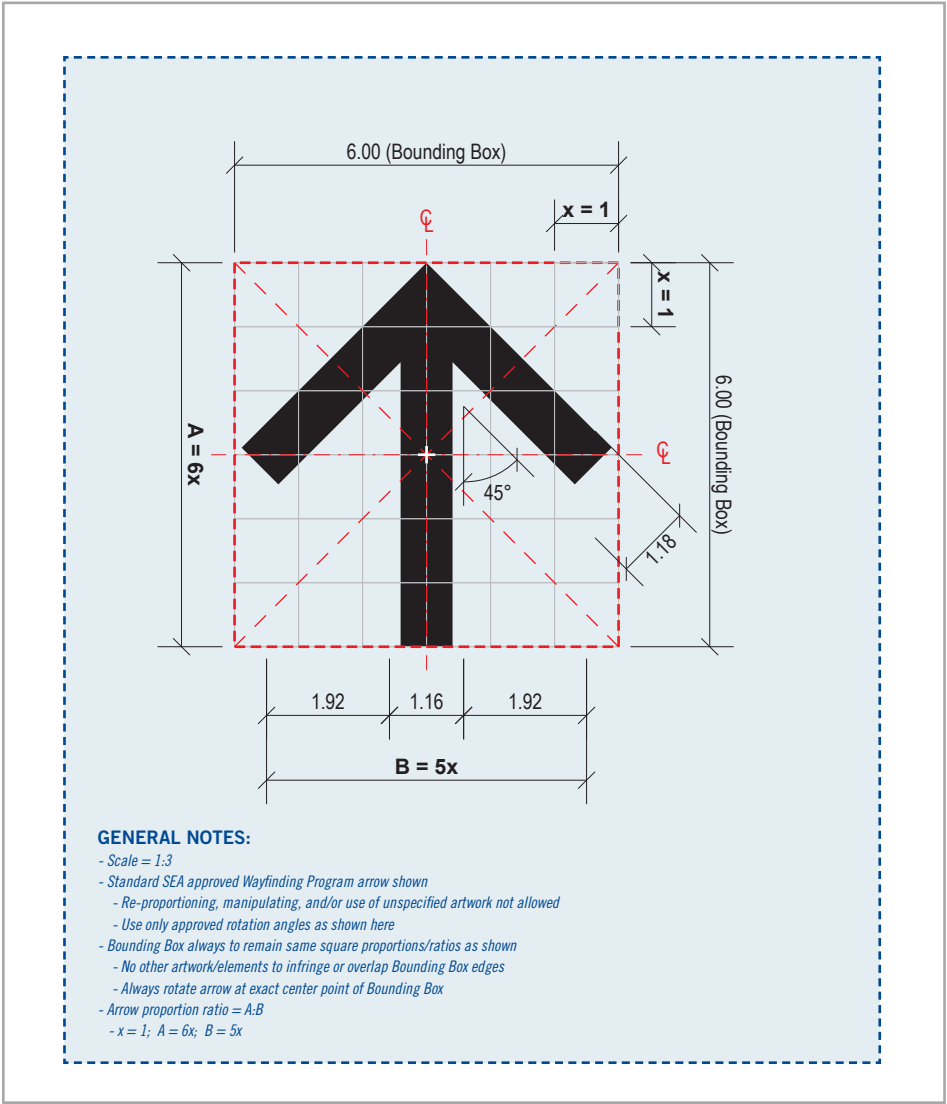 6.00 (Bounding Box)
x = 1
℄
x = 1
A = 6x
6.00 (Bounding Box)
℄
45°
1.18
1.92
1.16
1.92
B = 5x
GENERAL NOTES:
- Scale = 1:3
- Standard SEA approved Wayfinding Program arrow shown
- Re-proportioning, manipulating, and/or use of unspecified artwork not allowed
- Use only approved rotation angles as shown here
- Bounding Box always to remain same square proportions/ratios as shown
- No other artwork/elements to infringe or overlap Bounding Box edges
- Always rotate arrow at exact center point of Bounding Box
- Arrow proportion ratio = A:B
- x = 1; A = 6x; B = 5x